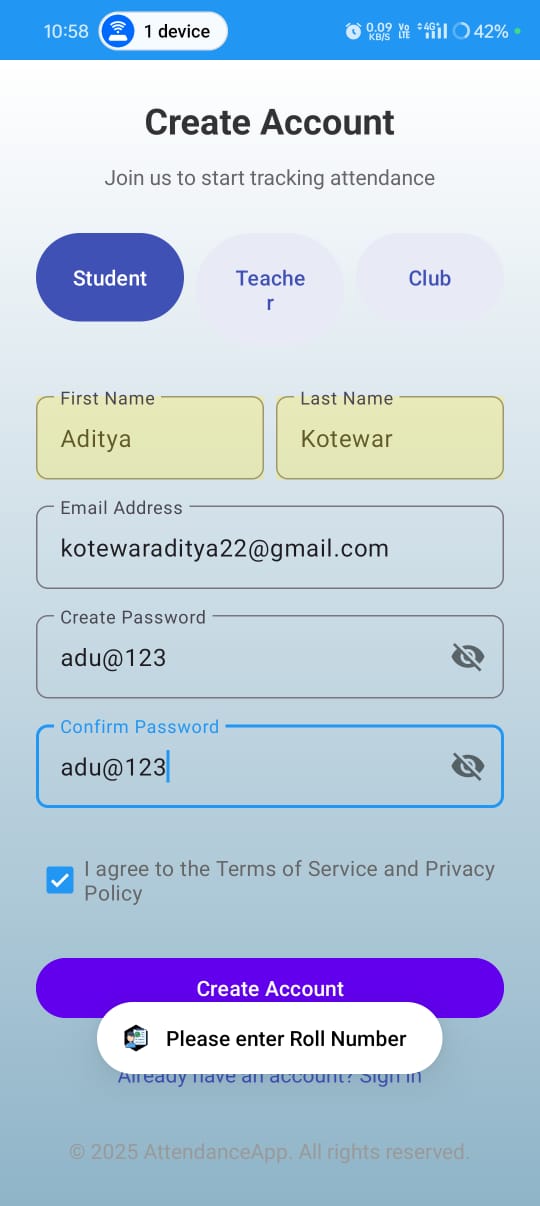 10:58 1 device 0.09 KB/S Vo LTE 4G+ 42%
Create Account
Join us to start tracking attendance
Student Teache Club
r
First Name Last Name
Aditya Kotewar
Email Address
kotewaraditya22@gmail.com
Create Password
adu@123
Confirm Password
adu@123
I agree to the Terms of Service and Privacy
Policy
Create Account
Please enter Roll Number
Already have an account? Sign in
© 2025 AttendanceApp. All rights reserved.